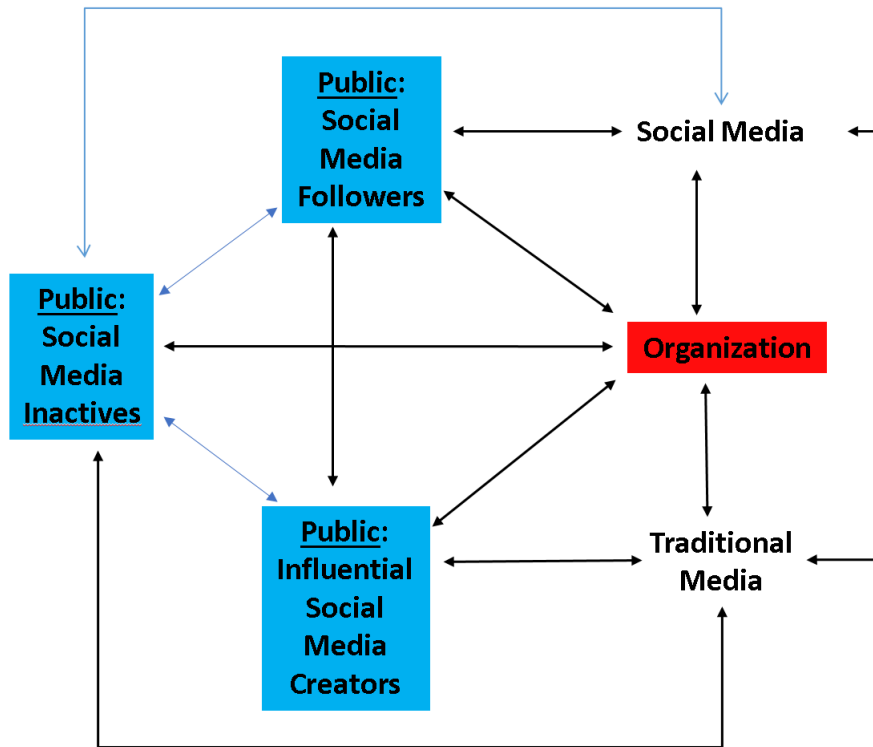 Public:
Social
Media
Followers
Social Media
Public:
Social
Media
Inactives
Organization
Public:
Influential
Social
Media
Creators
Traditional
Media